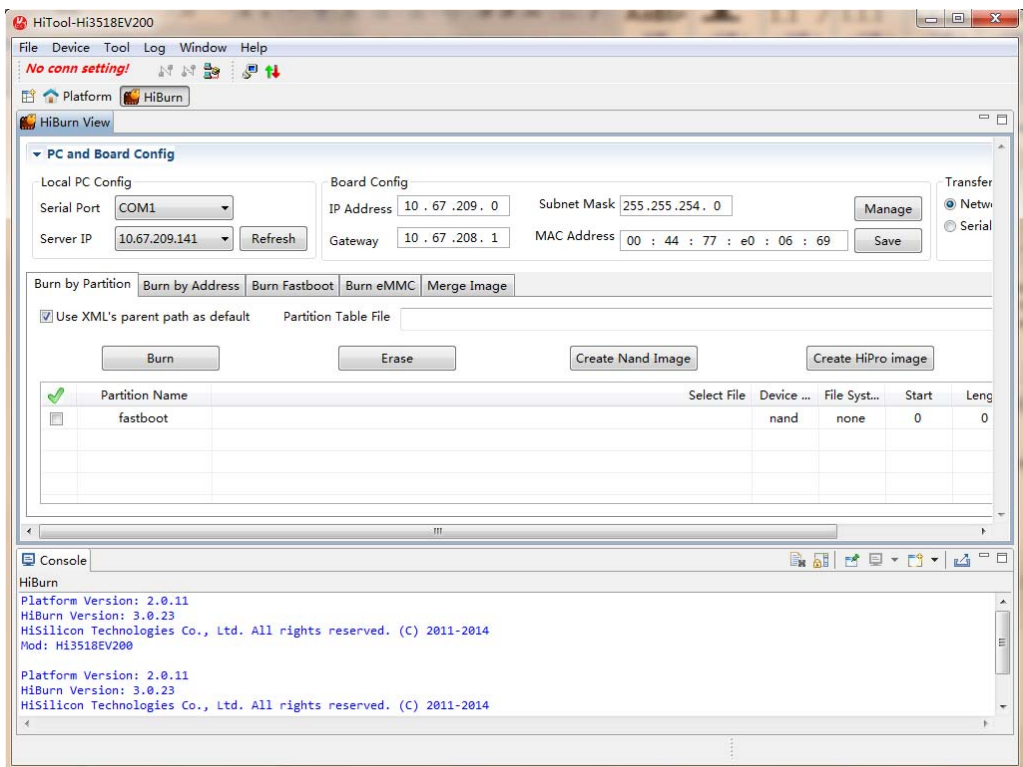 HiTool-Hi3518EV200
File Device Tool Log Window Help
No conn setting!
Platform HiBurn
HiBurn View
PC and Board Config
Local PC Config Board Config Transfer
Serial Port COM1 IP Address 10 . 67 .209 . 0 Subnet Mask 255.255.254. 0 Manage Netwo
Server IP 10.67.209.141 Refresh Gateway 10 . 67 .208 . 1 MAC Address 00 : 44 : 77 : e0 : 06 : 69 Save Serial
Burn by Partition Burn by Address Burn Fastboot Burn eMMC Merge Image
Use XML's parent path as default Partition Table File
Burn Erase Create Nand Image Create HiPro image
Partition Name Select File Device ... File Syst... Start Leng
fastboot nand none 0 0
Console
HiBurn
Platform Version: 2.0.11
HiBurn Version: 3.0.23
HiSilicon Technologies Co., Ltd. All rights reserved. (C) 2011-2014
Mod: Hi3518EV200
Platform Version: 2.0.11
HiBurn Version: 3.0.23
HiSilicon Technologies Co., Ltd. All rights reserved. (C) 2011-2014